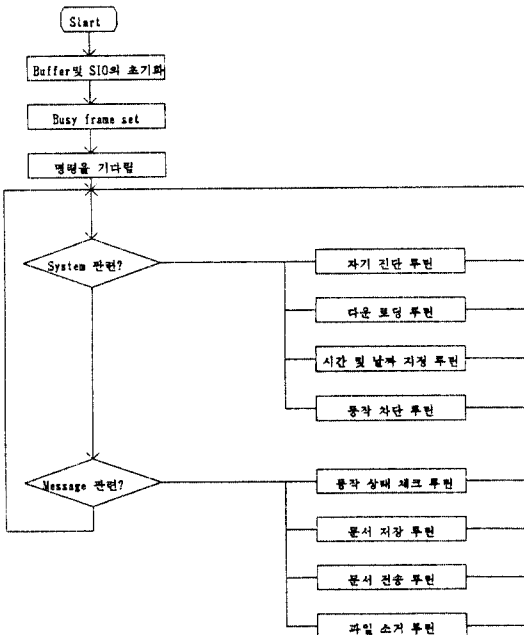 Start
Buffer및 SIO의 초기화
Busy frame set
명령을 기다림
System 관련?
자기 진단 루틴
다운 로딩 루틴
시간 및 날짜 지정 루틴
동작 차단 루틴
Message 관련?
동작 상태 체크 루틴
문서 저장 루틴
문서 전송 루틴
파일 소거 루틴